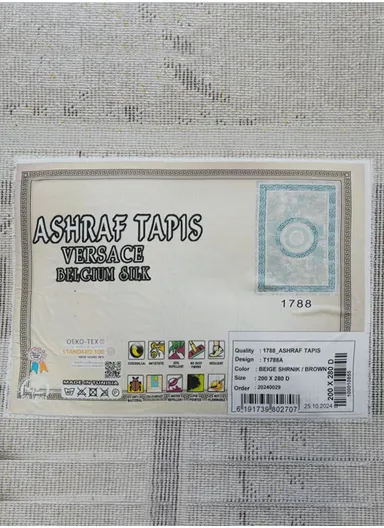 ASHRAF TAPIS
VERSACE
BELGIUM SILK
1788
OEKO-TEX®
STANDARD 100
MADE IN TUNISIA
Quality : 1788_ASHRAF TAPIS
Design : T1788A
Color : BEIGE SHRNIK / BROWN
Size : 200 X 280 D
Order : 20240029
6191739802707
25.10.2024
200 X 280 D